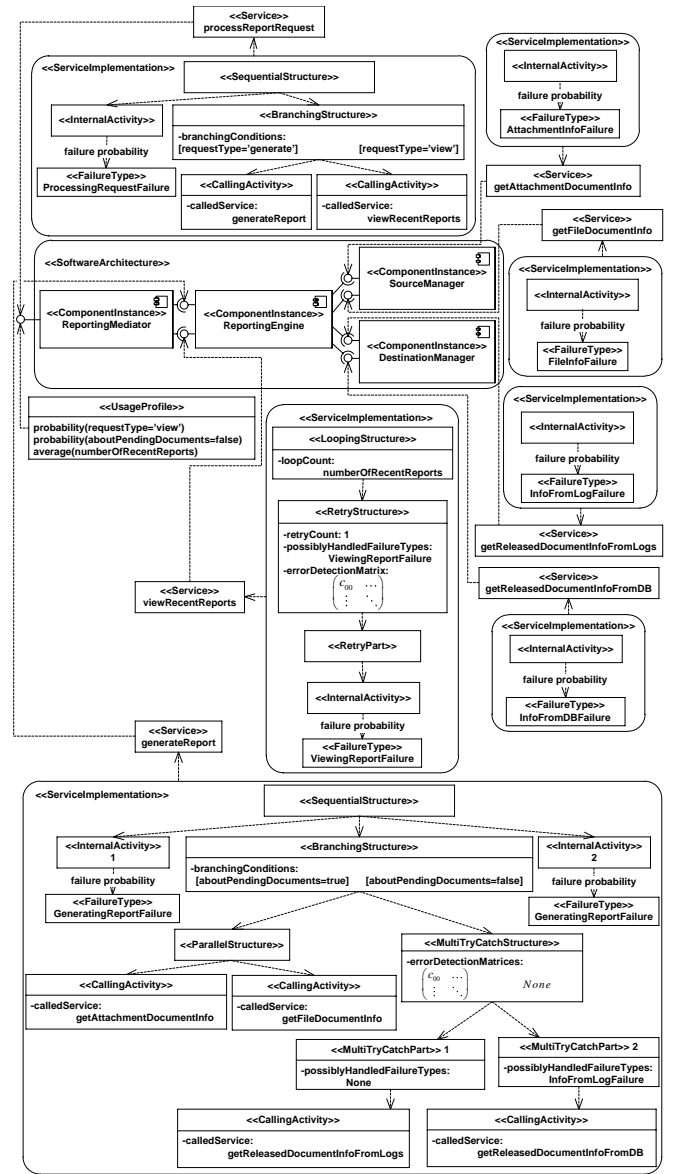 <<Service>>
processReportRequest
<<ServiceImplementation>>
<<SequentialStructure>>
<<InternalActivity>>
failure probability
<<FailureType>>
ProcessingRequestFailure
<<BranchingStructure>>
-branchingConditions:
[requestType='generate'] [requestType='view']
<<CallingActivity>>
-calledService:
generateReport
<<CallingActivity>>
-calledService:
viewRecentReports
<<ServiceImplementation>>
<<InternalActivity>>
failure probability
<<FailureType>>
AttachmentInfoFailure
<<Service>>
getAttachmentDocumentInfo
<<Service>>
getFileDocumentInfo
<<ServiceImplementation>>
<<InternalActivity>>
failure probability
<<FailureType>>
FileInfoFailure
<<SoftwareArchitecture>>
<<ComponentInstance>>
ReportingMediator
<<ComponentInstance>>
ReportingEngine
<<ComponentInstance>>
SourceManager
<<ComponentInstance>>
DestinationManager
<<UsageProfile>>
probability(requestType='view')
probability(aboutPendingDocuments=false)
average(numberOfRecentReports)
<<ServiceImplementation>>
<<LoopingStructure>>
-loopCount:
numberOfRecentReports
<<RetryStructure>>
-retryCount: 1
-possiblyHandledFailureTypes:
ViewingReportFailure
-errorDetectionMatrix:
c00 ⋯
⋮ ⋱
<<RetryPart>>
<<InternalActivity>>
failure probability
<<FailureType>>
ViewingReportFailure
<<Service>>
viewRecentReports
<<ServiceImplementation>>
<<InternalActivity>>
failure probability
<<FailureType>>
InfoFromLogFailure
<<Service>>
getReleasedDocumentInfoFromLogs
<<Service>>
getReleasedDocumentInfoFromDB
<<ServiceImplementation>>
<<InternalActivity>>
failure probability
<<FailureType>>
InfoFromDBFailure
<<Service>>
generateReport
<<ServiceImplementation>>
<<SequentialStructure>>
<<InternalActivity>>
1
failure probability
<<FailureType>>
GeneratingReportFailure
<<BranchingStructure>>
-branchingConditions:
[aboutPendingDocuments=true] [aboutPendingDocuments=false]
<<InternalActivity>>
2
failure probability
<<FailureType>>
GeneratingReportFailure
<<ParallelStructure>>
<<CallingActivity>>
-calledService:
getAttachmentDocumentInfo
<<CallingActivity>>
-calledService:
getFileDocumentInfo
<<MultiTryCatchStructure>>
-errorDetectionMatrices:
c00 ⋯
⋮ ⋱
None
<<MultiTryCatchPart>> 1
-possiblyHandledFailureTypes:
None
<<MultiTryCatchPart>> 2
-possiblyHandledFailureTypes:
InfoFromLogFailure
<<CallingActivity>>
-calledService:
getReleasedDocumentInfoFromLogs
<<CallingActivity>>
-calledService:
getReleasedDocumentInfoFromDB